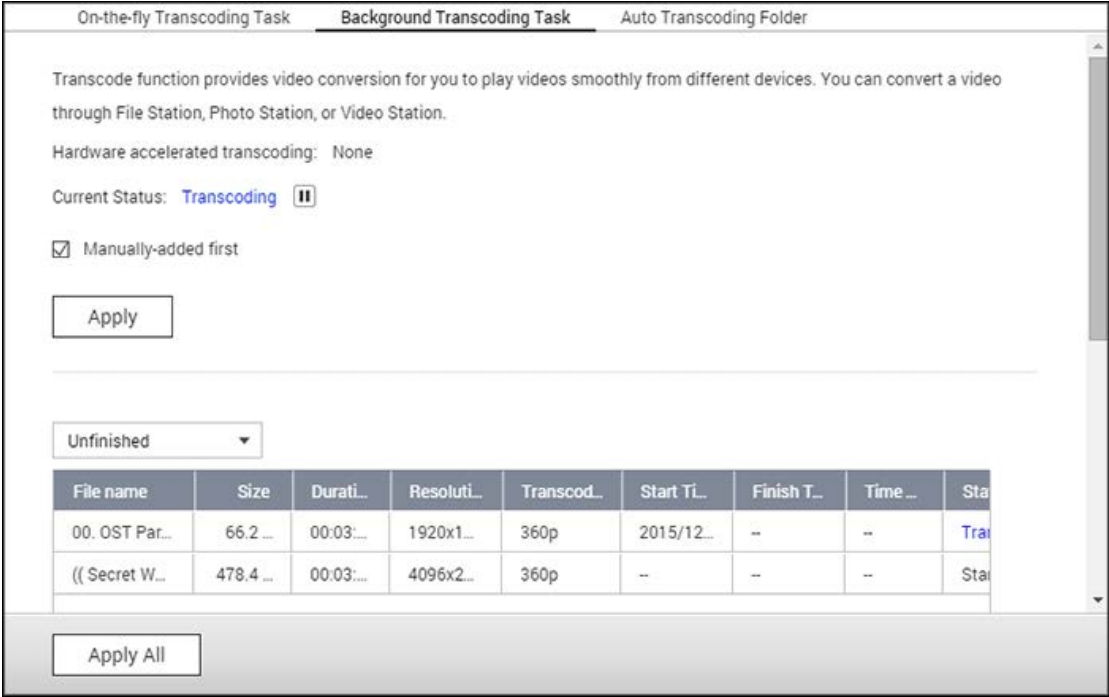 On-the-fly Transcoding Task Background Transcoding Task Auto Transcoding Folder
Transcode function provides video conversion for you to play videos smoothly from different devices. You can convert a video
through File Station, Photo Station, or Video Station.
Hardware accelerated transcoding: None
Current Status: Transcoding
Manually-added first
Apply
Unfinished
File name Size Durati... Resoluti... Transcod... Start Ti... Finish T... Time ... Sta
00. OST Par... 66.2 ... 00:03:... 1920x1... 360p 2015/12... -- -- Tra
(( Secret W... 478.4 ... 00:03:... 4096x2... 360p -- -- -- Sta
Apply All